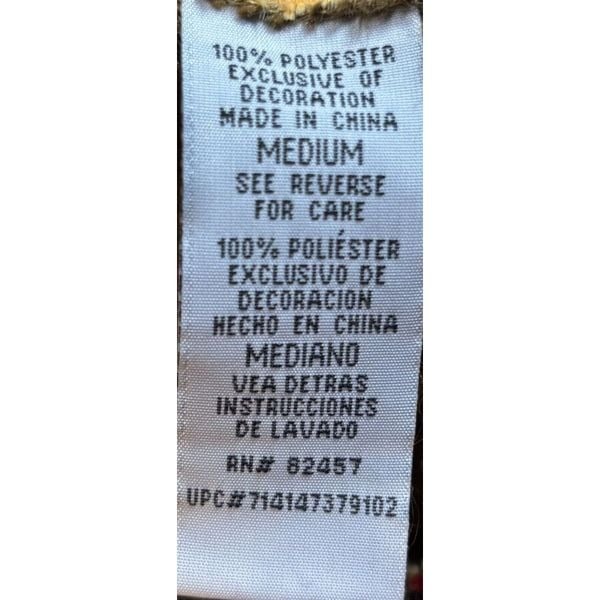 100% POLYESTER
EXCLUSIVE OF
DECORATION
MADE IN CHINA
MEDIUM
SEE REVERSE
FOR CARE
100% POLIÉSTER
EXCLUSIVO DE
DECORACION
HECHO EN CHINA
MEDIANO
VEA DETRAS
INSTRUCCIONES
DE LAVADO
RN# 82457
UPC#714147379102